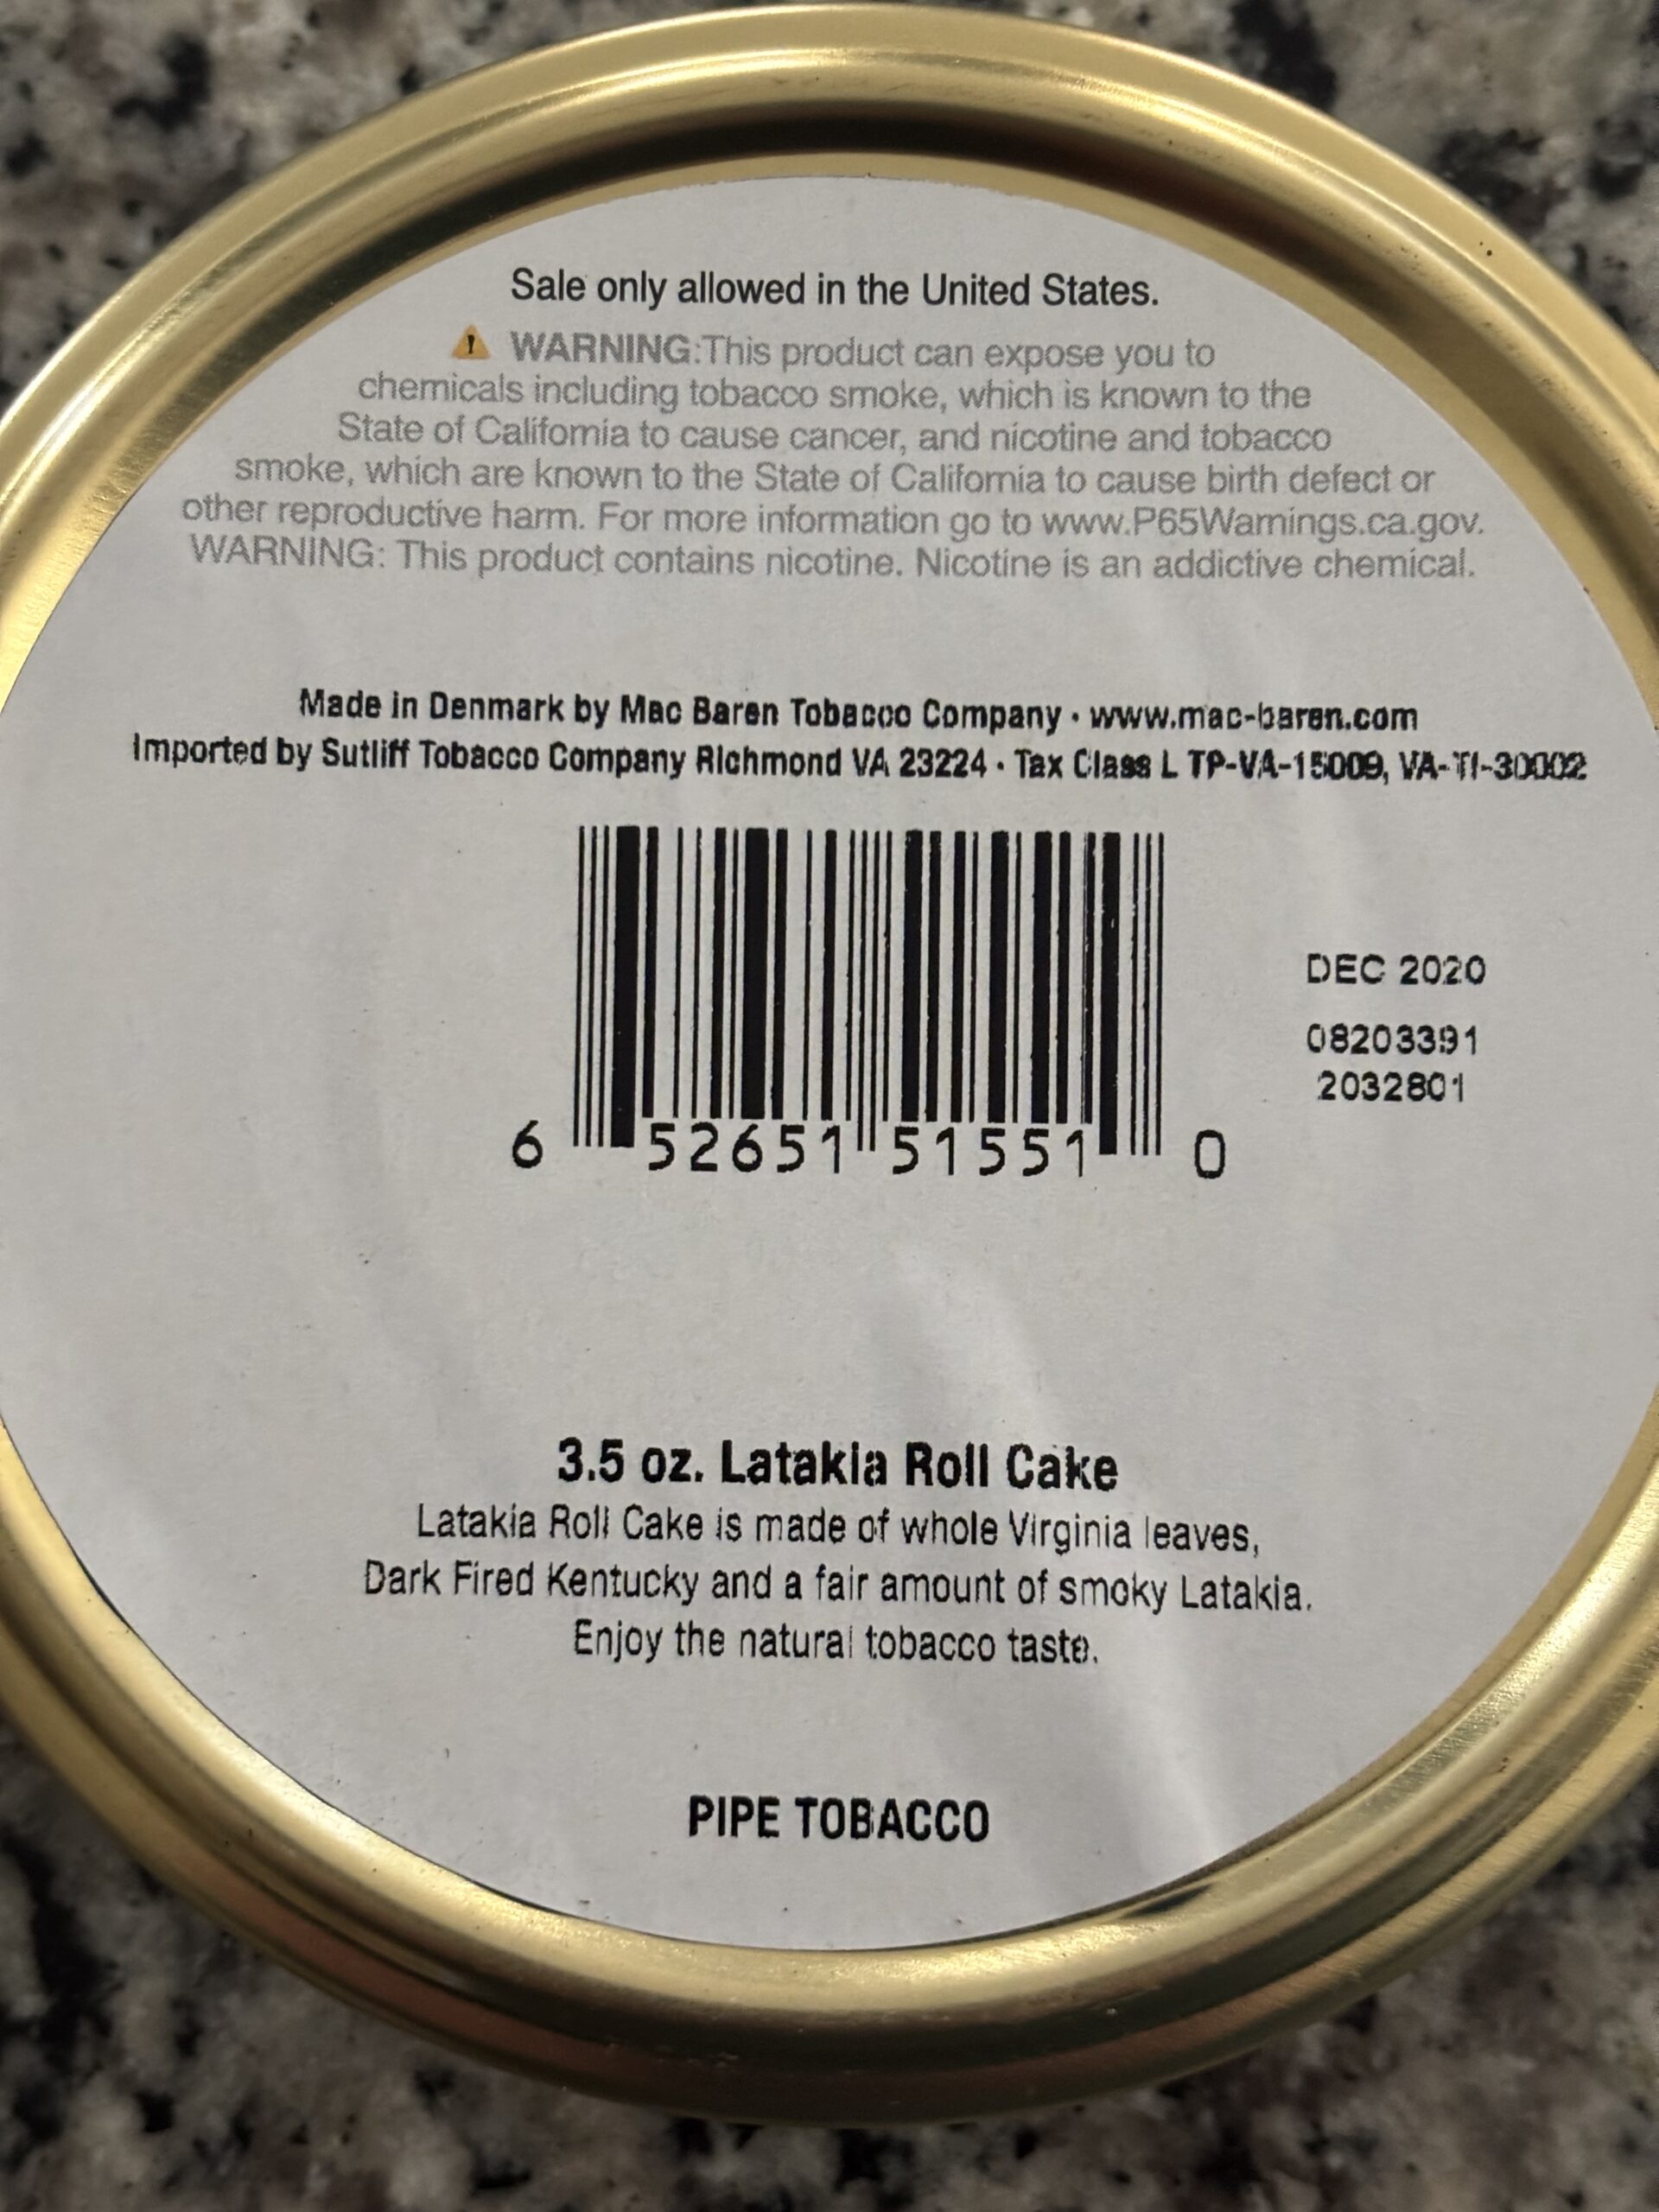 Sale only allowed in the United States.
⚠ WARNING:This product can expose you to
chemicals including tobacco smoke, which is known to the
State of California to cause cancer, and nicotine and tobacco
smoke, which are known to the State of California to cause birth defect or
other reproductive harm. For more information go to www.P65Warnings.ca.gov.
WARNING: This product contains nicotine. Nicotine is an addictive chemical.
Made in Denmark by Mac Baren Tobacco Company · www.mac-baren.com
Imported by Sutliff Tobacco Company Richmond VA 23224 · Tax Class L TP-VA-15009, VA-TI-30002
DEC 2020
08203391
2032801
6 52651 51551 0
3.5 oz. Latakia Roll Cake
Latakia Roll Cake is made of whole Virginia leaves,
Dark Fired Kentucky and a fair amount of smoky Latakia.
Enjoy the natural tobacco taste.
PIPE TOBACCO